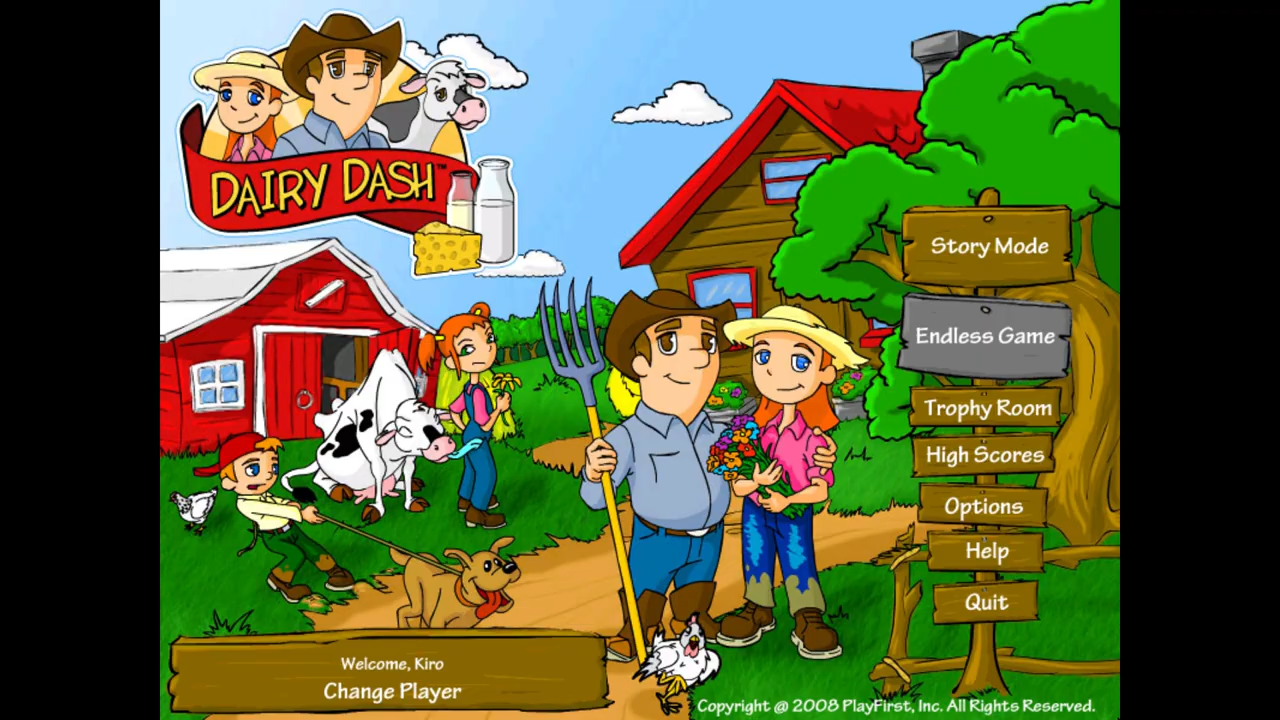 DAIRY DASH™
Story Mode
Endless Game
Trophy Room
High Scores
Options
Help
Quit
Welcome, Kiro
Change Player
Copyright @ 2008 PlayFirst, Inc. All Rights Reserved.